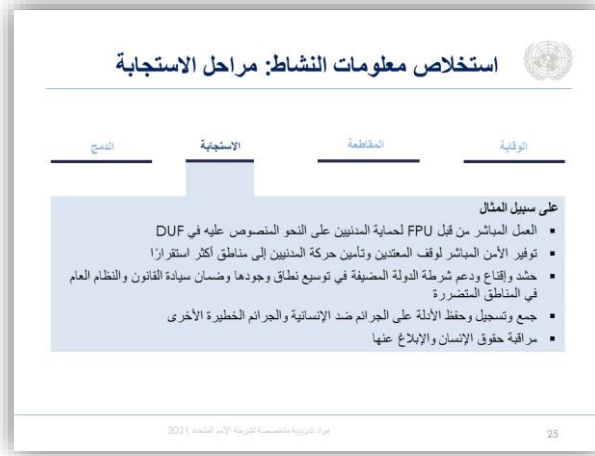 استخلاص معلومات النشاط: مراحل الاستجابة
الوقاية
المقاطعة
الاستجابة
الدمج
على سبيل المثال
▪ العمل المباشر من قبل FPU لحماية المدنيين على النحو المنصوص عليه في DUF
▪ توفير الأمن المباشر لوقف المعتدين وتأمين حركة المدنيين إلى مناطق أكثر استقرارًا
▪ حشد وإقناع ودعم شرطة الدولة المضيفة في توسيع نطاق وجودها وضمان سيادة القانون والنظام العام
في المناطق المتضررة
▪ جمع وتسجيل وحفظ الأدلة على الجرائم ضد الإنسانية والجرائم الخطيرة الأخرى
▪ مراقبة حقوق الإنسان والإبلاغ عنها
مواد تدريبية متخصصة لشرطة الأمم المتحدة 2021
25